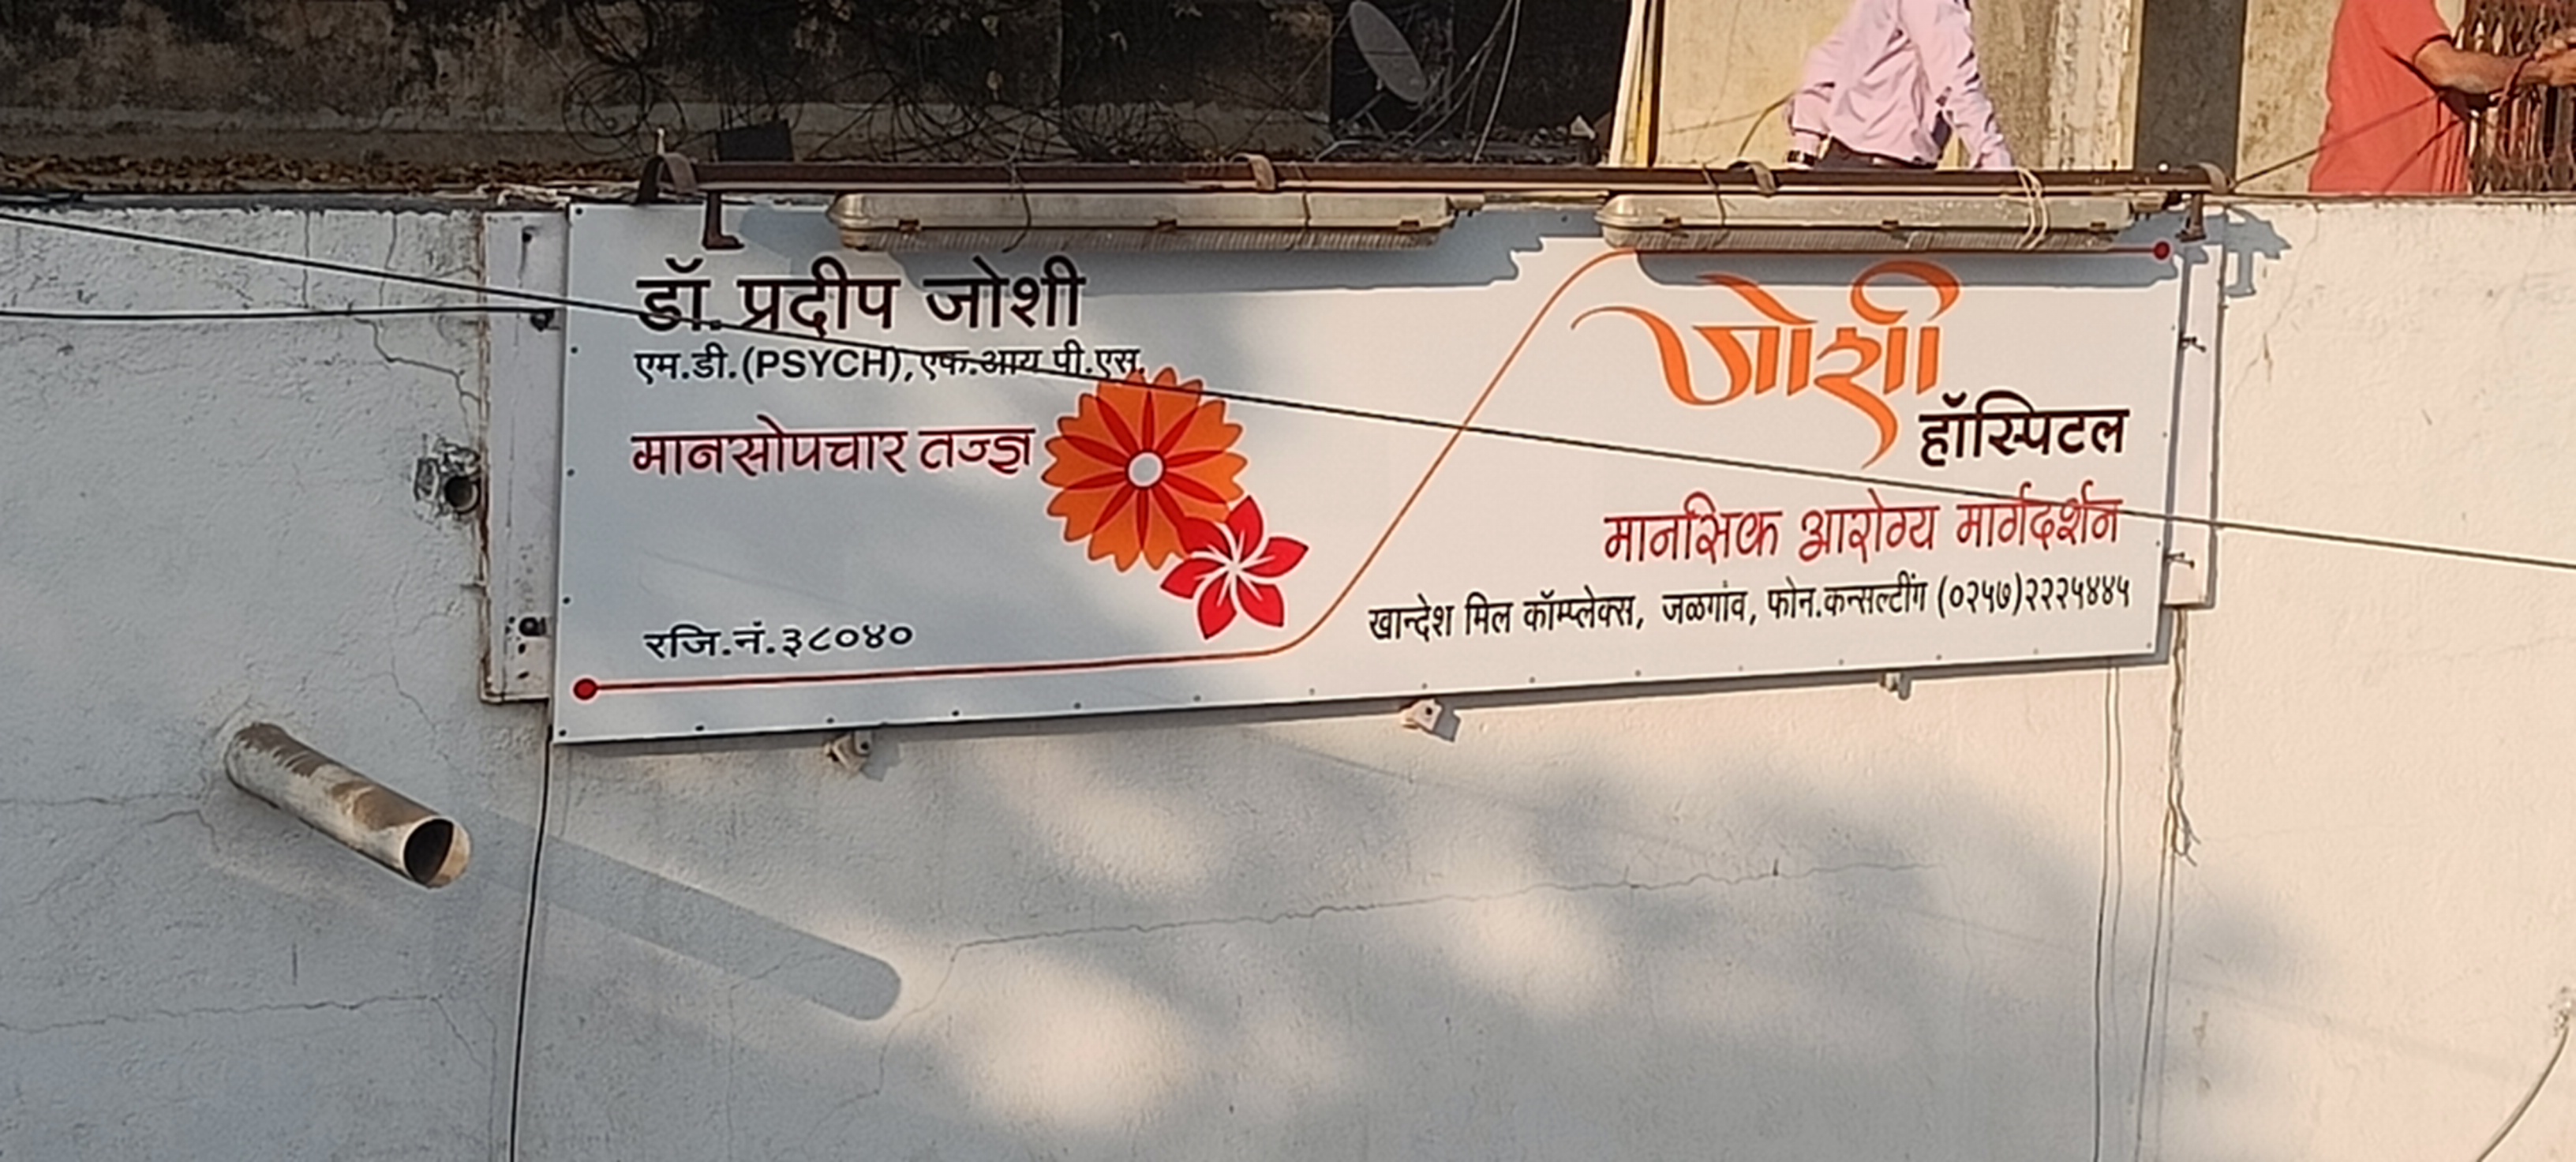 डॉ. प्रदीप जोशी
एम.डी.(PSYCH),एफ.आय.पी.एस.
मानसोपचार तज्ज्ञ
रजि.नं.३८०४०
जोशी
हॉस्पिटल
मानसिक आरोग्य मार्गदर्शन
खान्देश मिल कॉम्प्लेक्स, जळगांव, फोन.कन्सल्टींग (०२५७)२२२५४४५